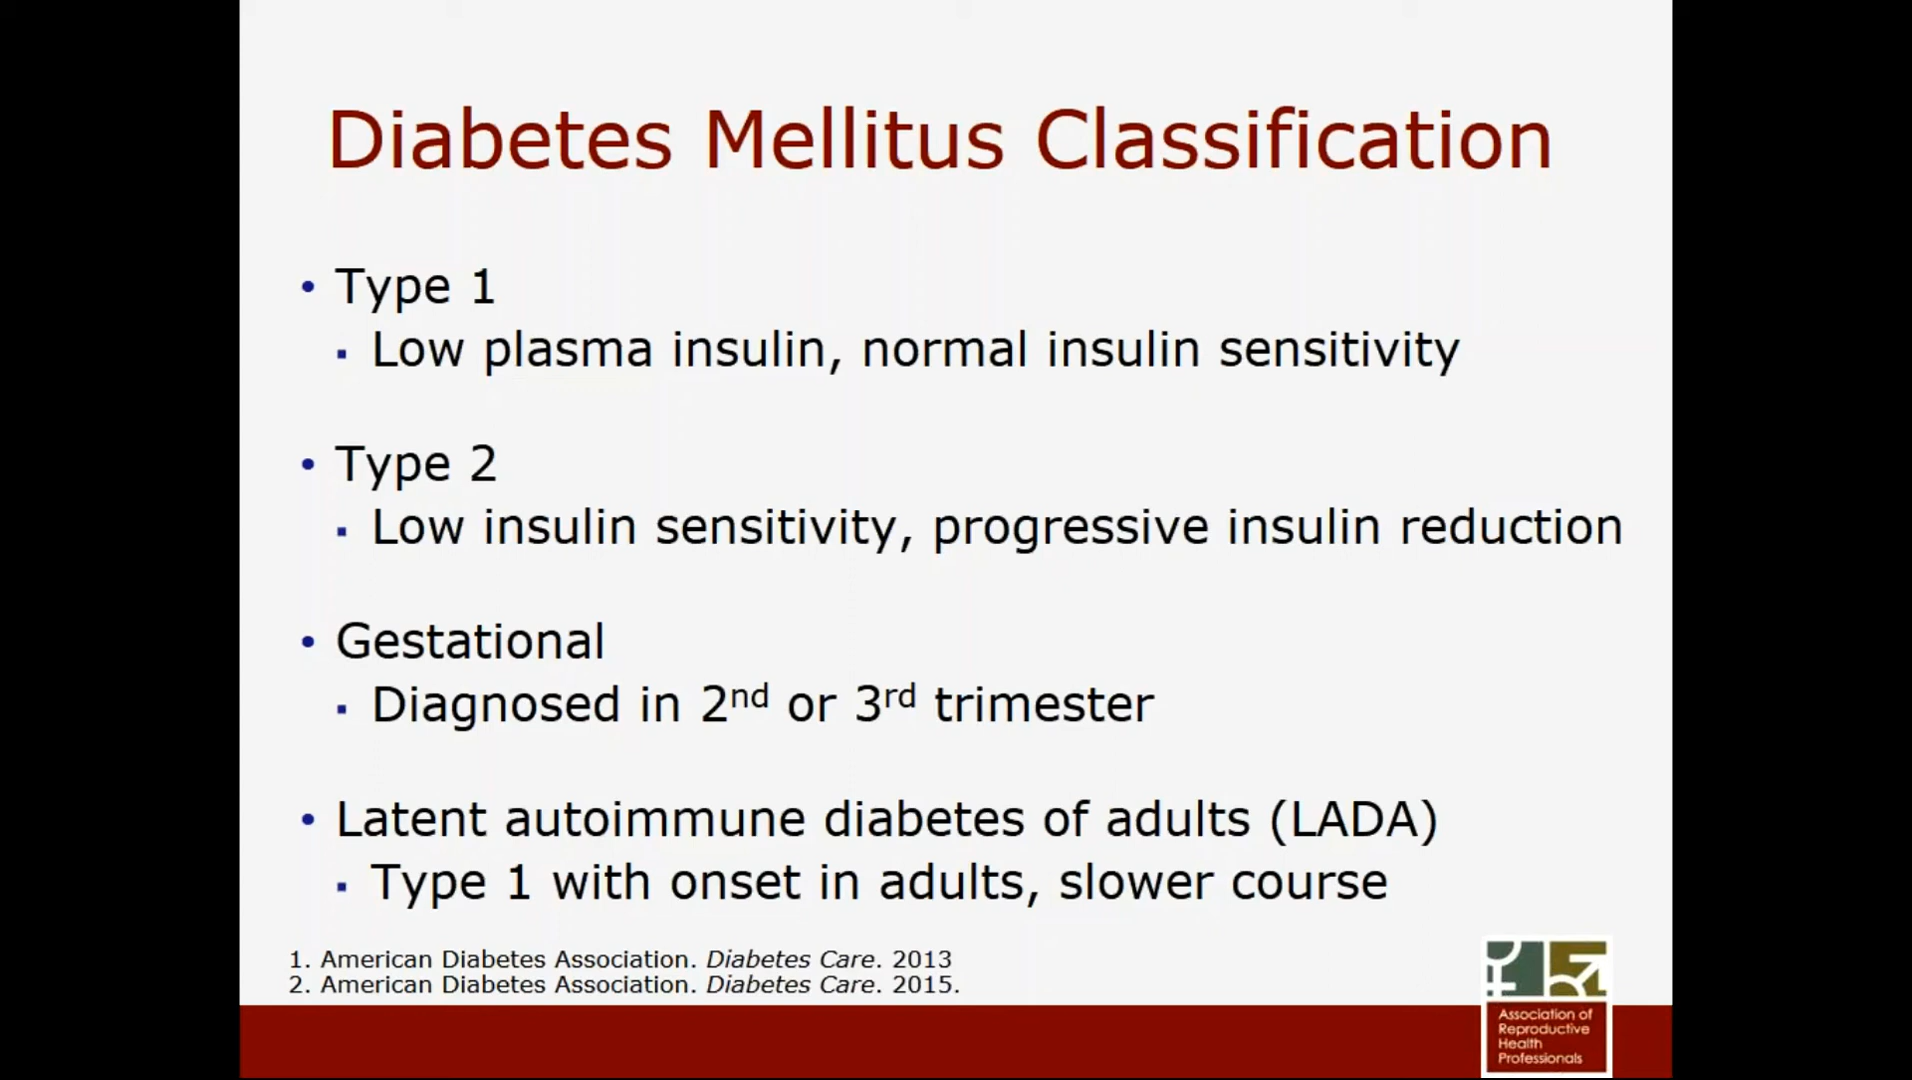 Diabetes Mellitus Classification
• Type 1
▪ Low plasma insulin, normal insulin sensitivity
• Type 2
▪ Low insulin sensitivity, progressive insulin reduction
• Gestational
▪ Diagnosed in 2nd or 3rd trimester
• Latent autoimmune diabetes of adults (LADA)
▪ Type 1 with onset in adults, slower course
1. American Diabetes Association. Diabetes Care. 2013
2. American Diabetes Association. Diabetes Care. 2015.
Association of
Reproductive
Health
Professionals